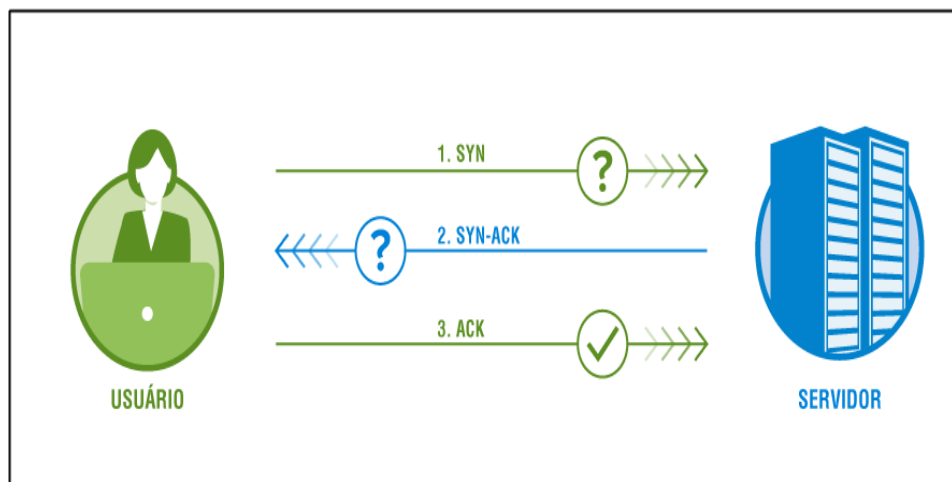 1. SYN
?
2. SYN-ACK
?
3. ACK
USUÁRIO
SERVIDOR